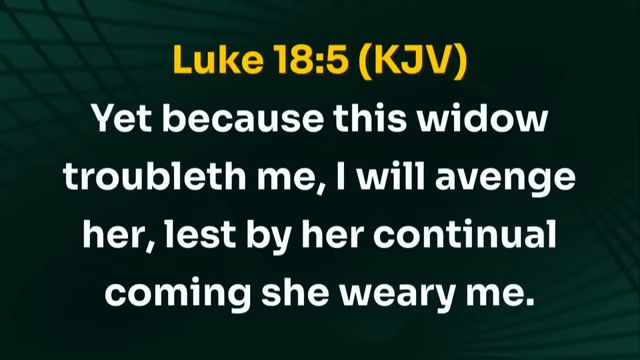 Luke 18:5 (KJV)
Yet because this widow
troubleth me, I will avenge
her, lest by her continual
coming she weary me.